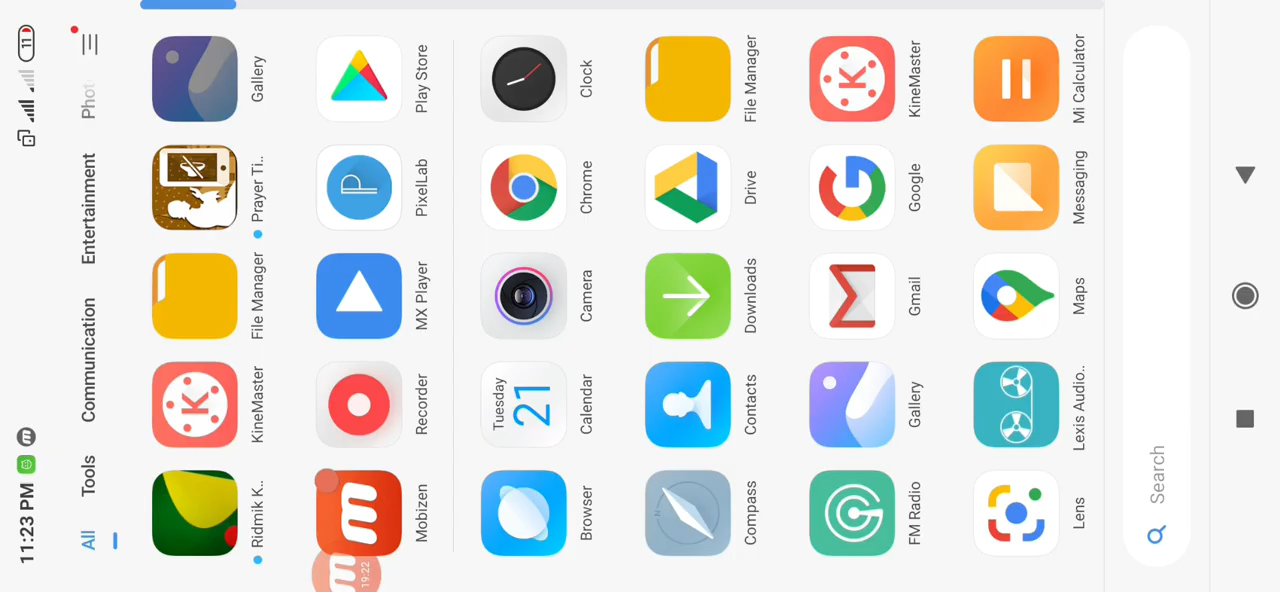 11:23 PM 11
All Tools Communication Entertainment Phot
Ridmik K.. KineMaster File Manager Prayer Ti.. Gallery
19:22
Mobizen Recorder MX Player PixelLab Play Store
Tuesday
21
Browser Calendar Camera Chrome Clock
Compass Contacts Downloads Drive File Manager
FM Radio Gallery Gmail Google KineMaster
Lens Lexis Audio.. Maps Messaging Mi Calculator
Search